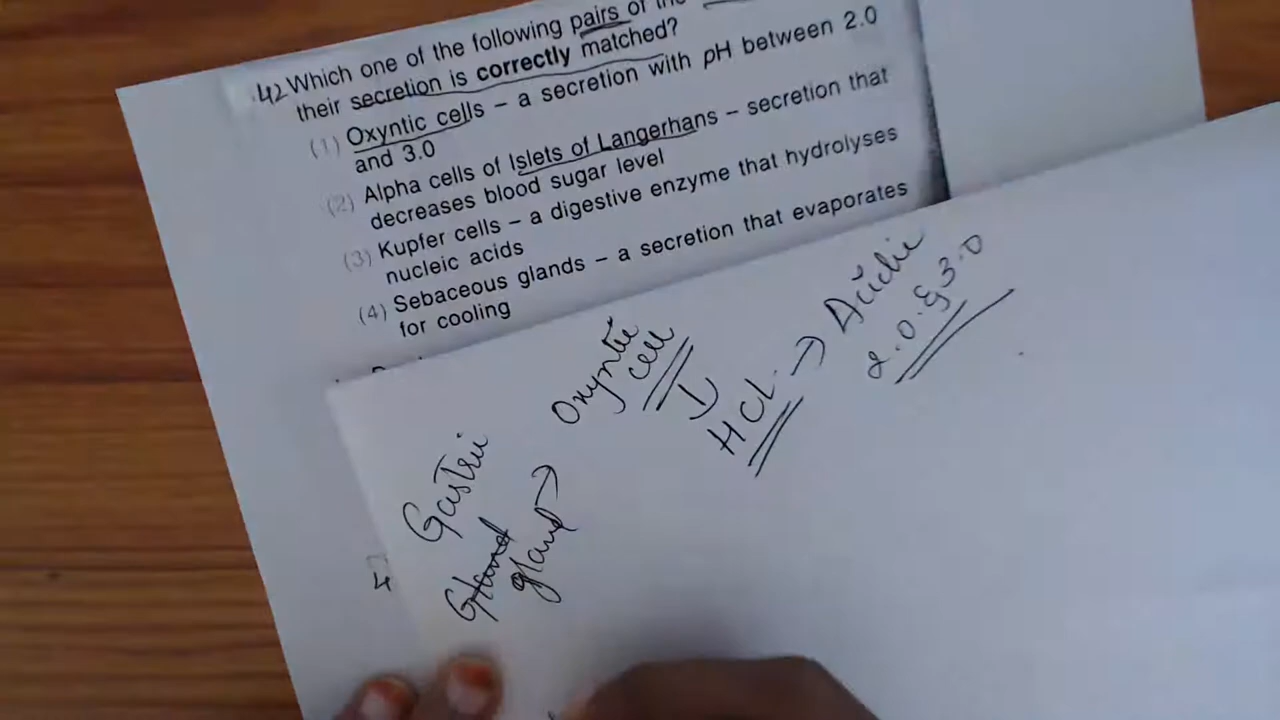 42 Which one of the following pairs of the
their secretion is correctly matched?
(1) Oxyntic cells – a secretion with pH between 2.0
and 3.0
(2) Alpha cells of Islets of Langerhans – secretion that
decreases blood sugar level
(3) Kupfer cells – a digestive enzyme that hydrolyses
nucleic acids
(4) Sebaceous glands – a secretion that evaporates
for cooling
4
Gastric
gland →
Oxyntic
cell
↓
HCL → Acidic
2.0 & 3.0